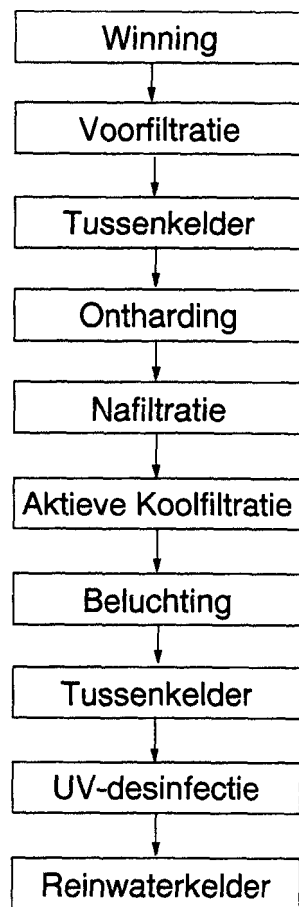 Winning
Voorfiltratie
Tussenkelder
Ontharding
Nafiltratie
Aktieve Koolfiltratie
Beluchting
Tussenkelder
UV-desinfectie
Reinwaterkelder